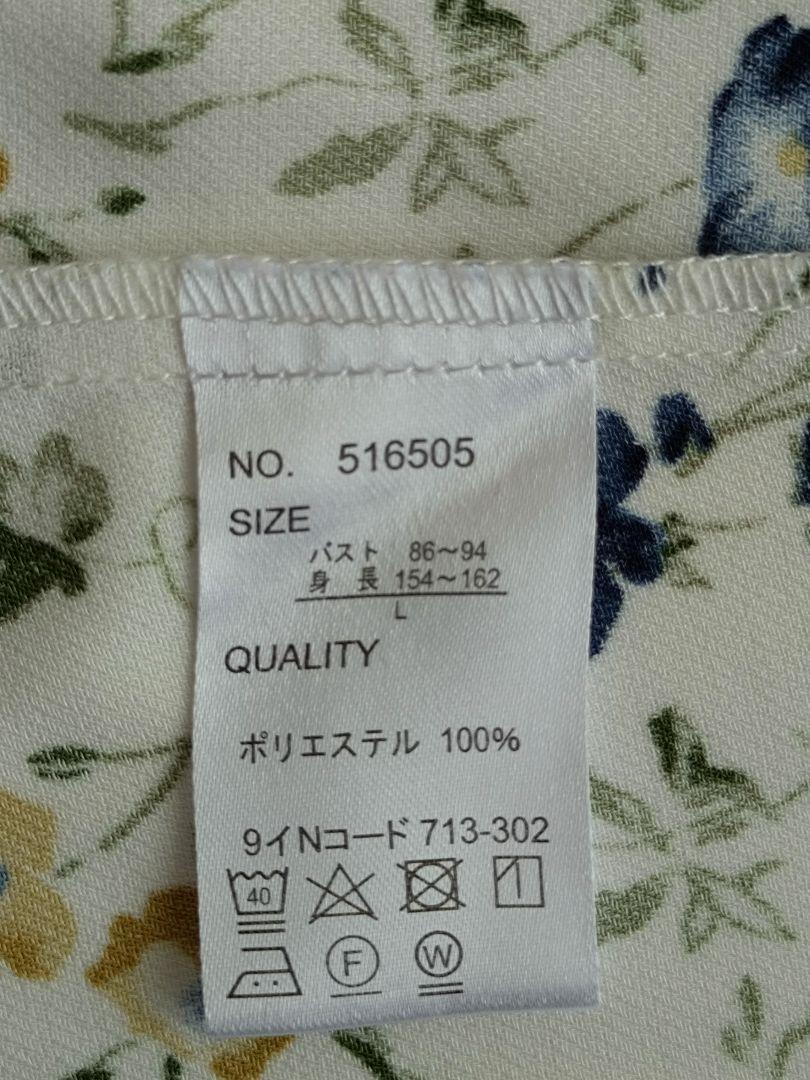 NO. 516505
SIZE
バスト 86～94
身 長 154～162
L
QUALITY
ポリエステル 100%
9イNコード 713-302
40
F
W